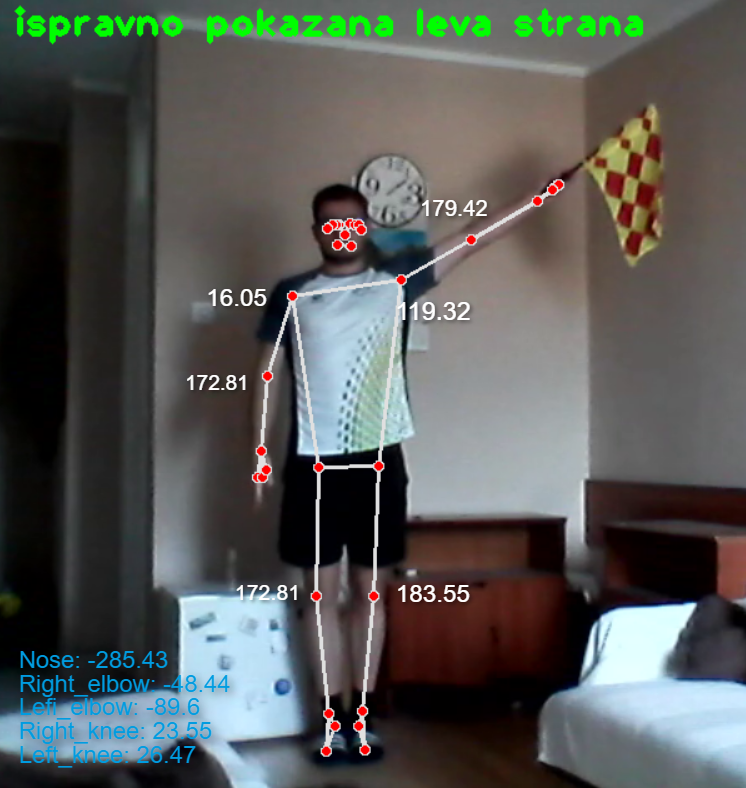 ispravno pokazana leva strana
179.42
16.05
119.32
172.81
172.81
183.55
Nose: -285.43
Right_elbow: -48.44
Left_elbow: -89.6
Right_knee: 23.55
Left_knee: 26.47